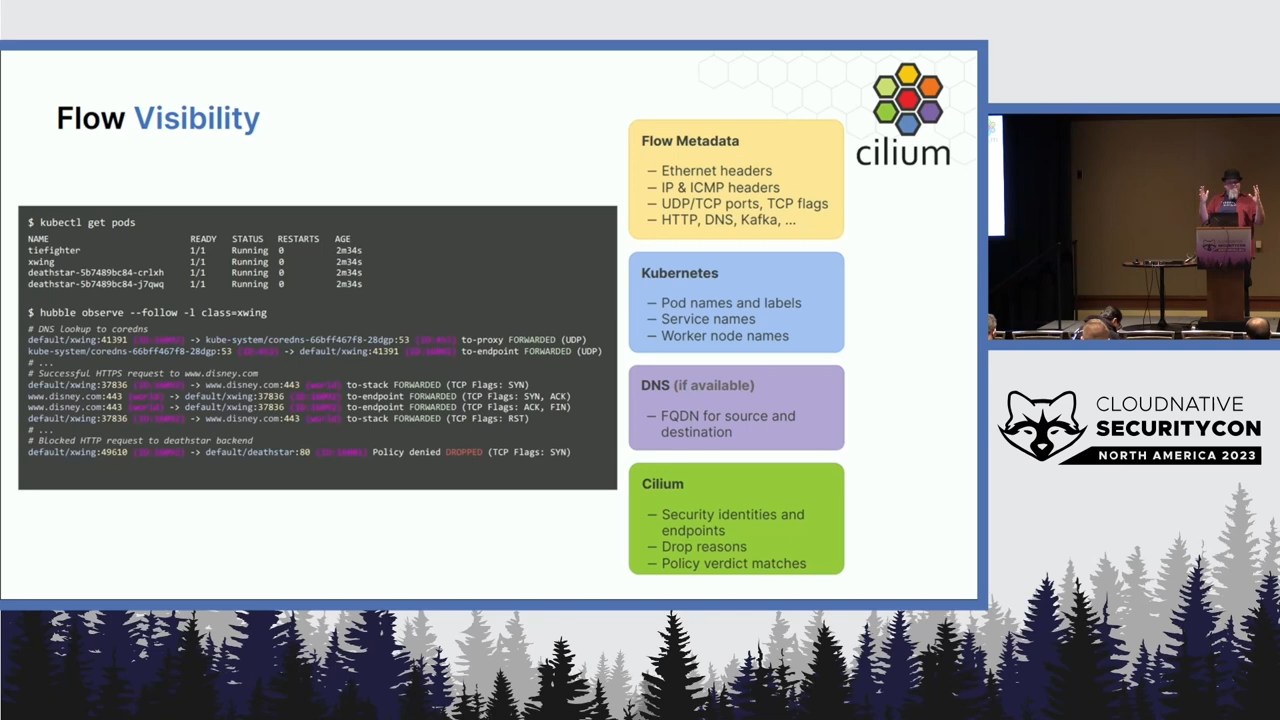 Flow Visibility
$ kubectl get pods
NAME READY STATUS RESTARTS AGE
tiefighter 1/1 Running 0 2m34s
xwing 1/1 Running 0 2m34s
deathstar-5b7489bc84-crlxh 1/1 Running 0 2m34s
deathstar-5b7489bc84-j7qwq 1/1 Running 0 2m34s
$ hubble observe --follow -l class=xwing
# DNS Lookup to coredns
default/xwing:41391 -> kube-system/coredns-66bff467f8-28dgp:53 to-proxy FORWARDED (UDP)
kube-system/coredns-66bff467f8-28dgp:53 -> default/xwing:41391 to-endpoint FORWARDED (UDP)
# ...
# Successful HTTPS request to www.disney.com
default/xwing:37836 -> www.disney.com:443 (world) to-stack FORWARDED (TCP Flags: SYN)
www.disney.com:443 (world) -> default/xwing:37836 to-endpoint FORWARDED (TCP Flags: SYN, ACK)
www.disney.com:443 (world) -> default/xwing:37836 to-endpoint FORWARDED (TCP Flags: ACK, FIN)
default/xwing:37836 -> www.disney.com:443 (world) to-stack FORWARDED (TCP Flags: RST)
# ...
# Blocked HTTP request to deathstar backend
default/xwing:49610 -> default/deathstar:80 Policy denied DROPPED (TCP Flags: SYN)
Flow Metadata
– Ethernet headers
– IP & ICMP headers
– UDP/TCP ports, TCP flags
– HTTP, DNS, Kafka, ...
Kubernetes
– Pod names and labels
– Service names
– Worker node names
DNS (if available)
– FQDN for source and
destination
Cilium
– Security identities and
endpoints
– Drop reasons
– Policy verdict matches
cilium
CLOUDNATIVE
SECURITYCON
NORTH AMERICA 2023